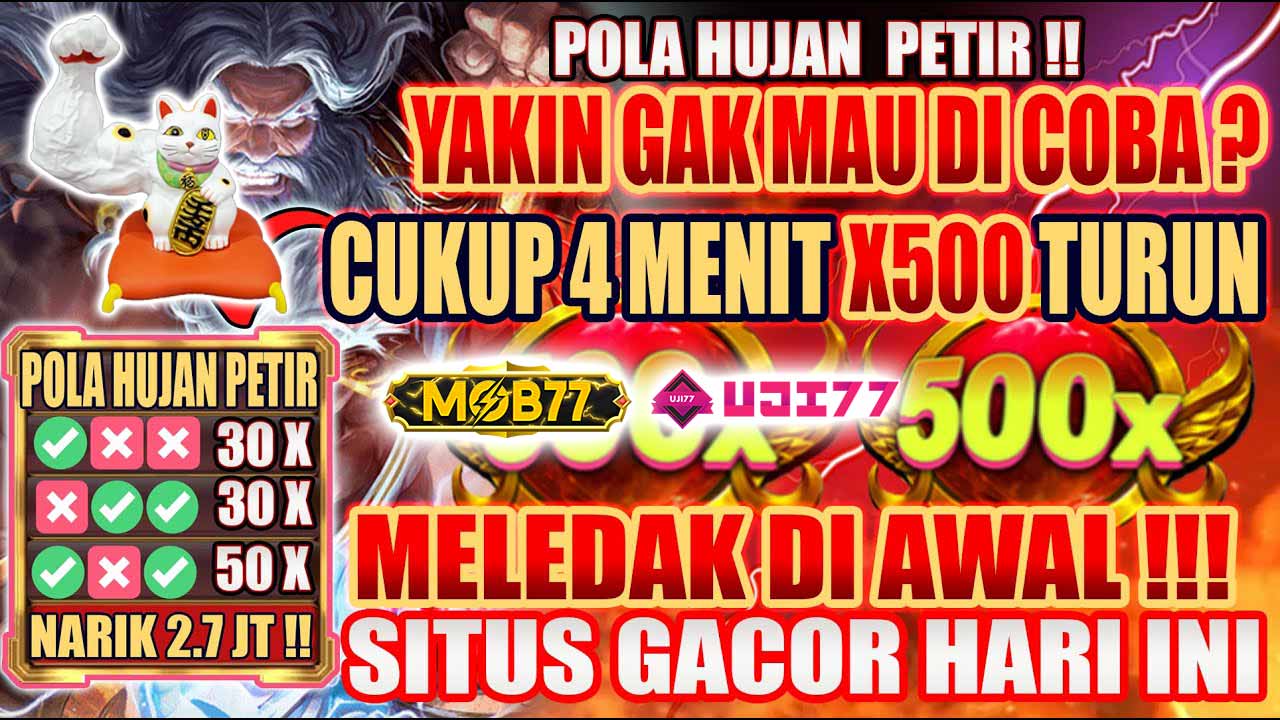 POLA HUJAN PETIR !!
YAKIN GAK MAU DI COBA ?
CUKUP 4 MENIT X500 TURUN
POLA HUJAN PETIR
30 X
30 X
50 X
NARIK 2.7 JT !!
MOB77
UJI77
UJI77
500x
MELEDAK DI AWAL !!!
SITUS GACOR HARI INI